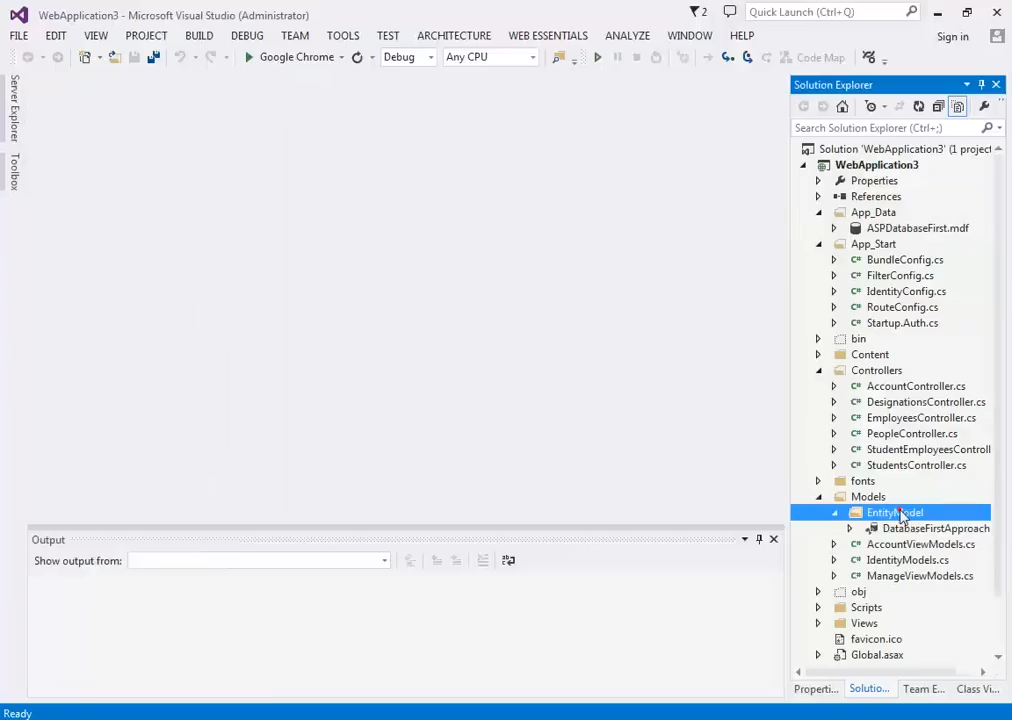 WebApplication3 - Microsoft Visual Studio (Administrator)
2
Quick Launch (Ctrl+Q)
FILE EDIT VIEW PROJECT BUILD DEBUG TEAM TOOLS TEST ARCHITECTURE WEB ESSENTIALS ANALYZE WINDOW HELP
Sign in
Google Chrome Debug Any CPU Code Map
Server Explorer
Toolbox
Solution Explorer
Search Solution Explorer (Ctrl+;)
Solution 'WebApplication3' (1 project
WebApplication3
Properties
References
App_Data
ASPDatabaseFirst.mdf
App_Start
BundleConfig.cs
FilterConfig.cs
IdentityConfig.cs
RouteConfig.cs
Startup.Auth.cs
bin
Content
Controllers
AccountController.cs
DesignationsController.cs
EmployeesController.cs
PeopleController.cs
StudentEmployeesControll
StudentsController.cs
fonts
Models
EntityModel
DatabaseFirstApproach
AccountViewModels.cs
IdentityModels.cs
ManageViewModels.cs
obj
Scripts
Views
favicon.ico
Global.asax
Properti... Solutio... Team E... Class Vi...
Output
Show output from:
Ready